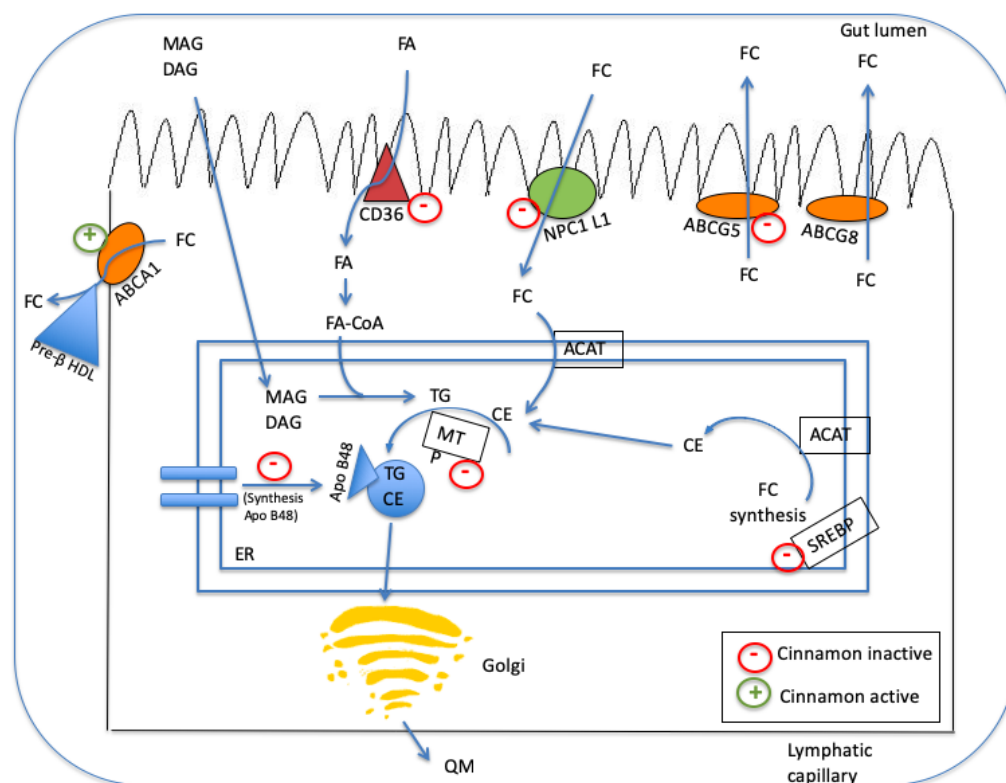 Gut lumen
MAG
DAG
FA
FC
FC
FC
CD36
-
-
NPC1 L1
ABCG5
-
ABCG8
+
FC
ABCA1
FC
Pre-β HDL
FA
FC
FC
FC
FA-CoA
ACAT
MAG
DAG
TG
CE
MT
P
-
CE
ACAT
-
(Synthesis
Apo B48)
Apo B48
TG
CE
FC
synthesis
SREBP
-
ER
Golgi
- Cinnamon inactive
+ Cinnamon active
QM
Lymphatic
capillary